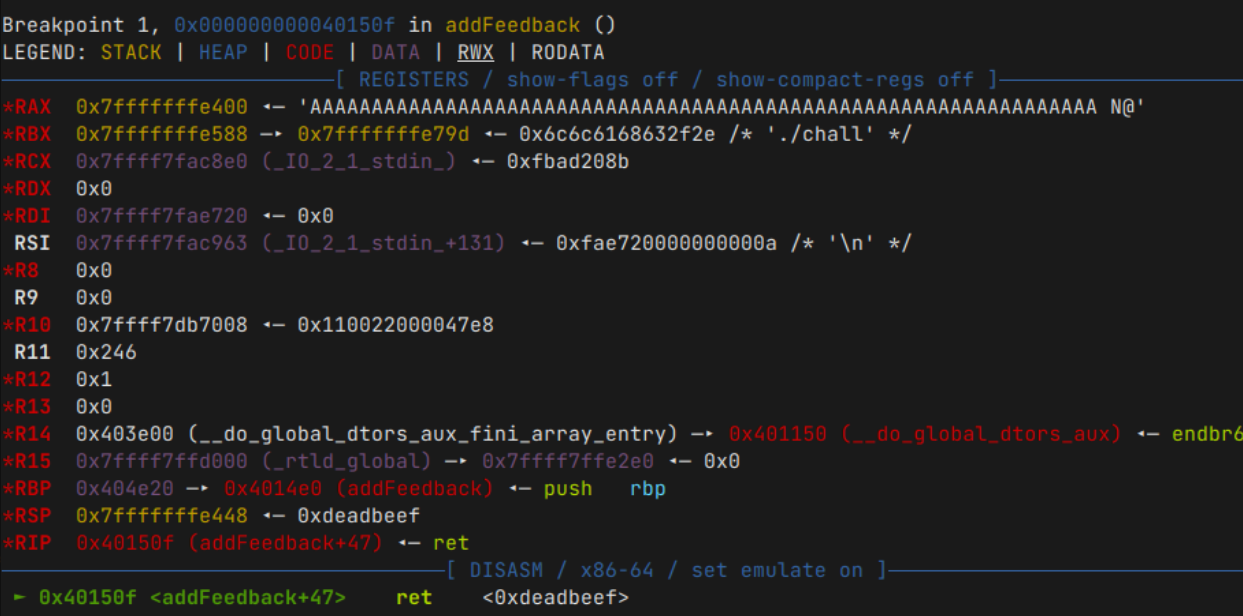 Breakpoint 1, 0x000000000040150f in addFeedback ()
LEGEND: STACK | HEAP | CODE | DATA | RWX | RODATA
[ REGISTERS / show-flags off / show-compact-regs off ]
*RAX 0x7fffffffe400 ◂— 'AAAAAAAAAAAAAAAAAAAAAAAAAAAAAAAAAAAAAAAAAAAAAAAAAAAAAAAAAAAAAAAA N@'
*RBX 0x7fffffffe588 —▸ 0x7fffffffe79d ◂— 0x6c6c6168632f2e /* './chall' */
*RCX 0x7ffff7fac8e0 (_IO_2_1_stdin_) ◂— 0xfbad208b
*RDX 0x0
*RDI 0x7ffff7fae720 ◂— 0x0
RSI 0x7ffff7fac963 (_IO_2_1_stdin_+131) ◂— 0xfae720000000000a /* '\n' */
*R8 0x0
R9 0x0
*R10 0x7ffff7db7008 ◂— 0x110022000047e8
R11 0x246
*R12 0x1
*R13 0x0
*R14 0x403e00 (__do_global_dtors_aux_fini_array_entry) —▸ 0x401150 (__do_global_dtors_aux) ◂— endbr6
*R15 0x7ffff7ffd000 (_rtld_global) —▸ 0x7ffff7ffe2e0 ◂— 0x0
*RBP 0x404e20 —▸ 0x4014e0 (addFeedback) ◂— push rbp
*RSP 0x7fffffffe448 ◂— 0xdeadbeef
*RIP 0x40150f (addFeedback+47) ◂— ret
[ DISASM / x86-64 / set emulate on ]
► 0x40150f <addFeedback+47> ret <0xdeadbeef>